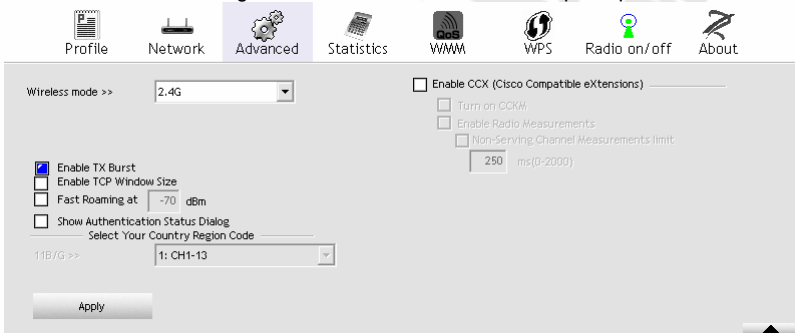 Profile
Network
Advanced
Statistics
QoS
WMM
WPS
Radio on/off
About
Wireless mode >>
2.4G
Enable TX Burst
Enable TCP Window Size
Fast Roaming at -70 dBm
Show Authentication Status Dialog
Select Your Country Region Code
11B/G >>
1: CH1-13
Apply
Enable CCX (Cisco Compatible eXtensions)
Turn on CCKM
Enable Radio Measurements
Non-Serving Channel Measurements limit
250 ms(0-2000)